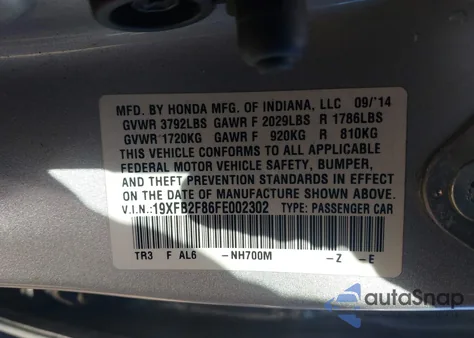 MFD. BY HONDA MFG. OF INDIANA, LLC 09/'14
GVWR 3792LBS GAWR F 2029LBS R 1786LBS
GVWR 1720KG GAWR F 920KG R 810KG
THIS VEHICLE CONFORMS TO ALL APPLICABLE
FEDERAL MOTOR VEHICLE SAFETY, BUMPER,
AND THEFT PREVENTION STANDARDS IN EFFECT
ON THE DATE OF MANUFACTURE SHOWN ABOVE.
V.I.N.:19XFB2F86FE002302 TYPE: PASSENGER CAR
TR3 F AL6 -NH700M -Z -E
autoSnap